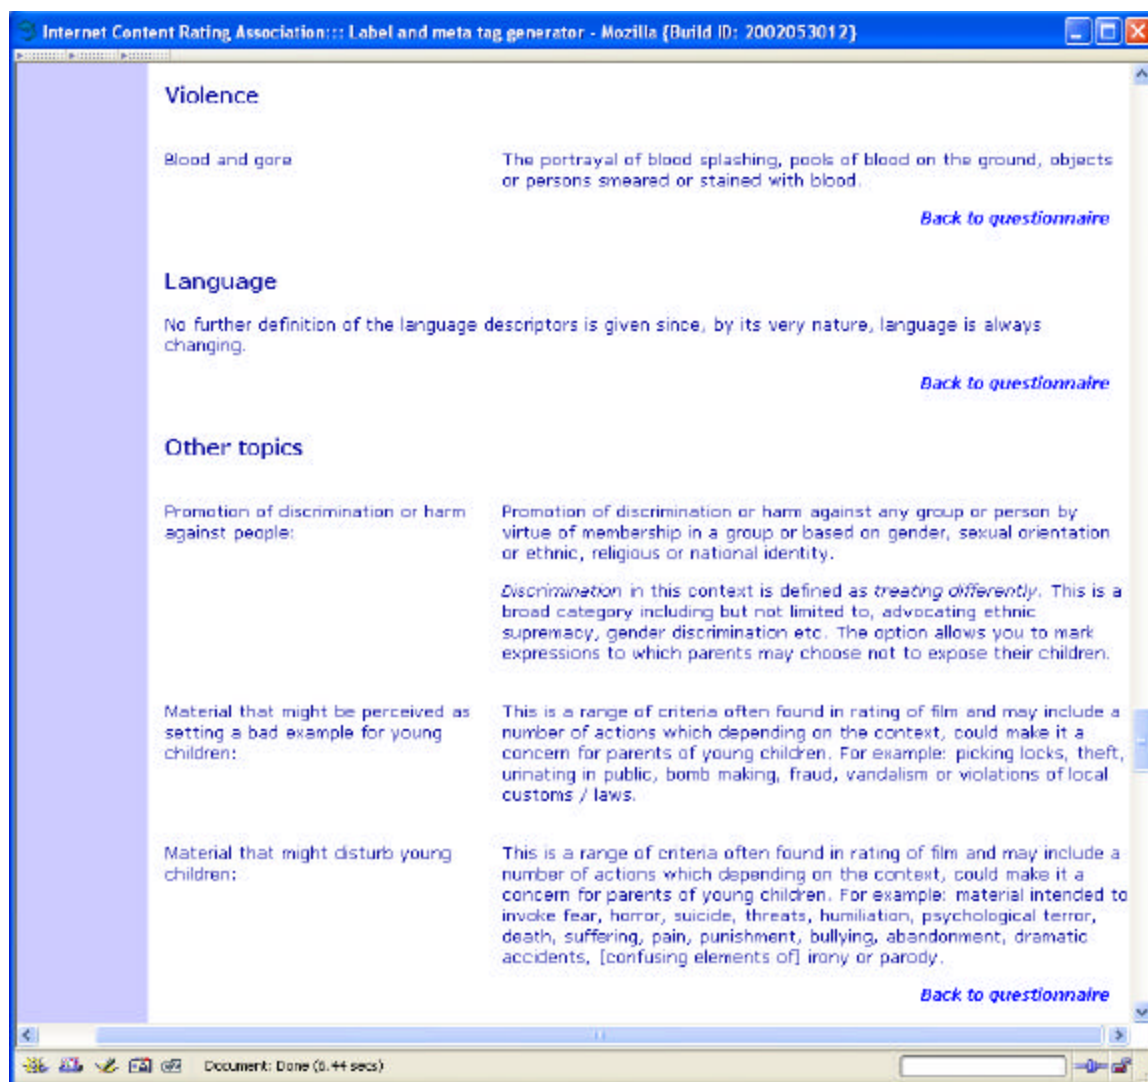 Internet Content Rating Association::: Label and meta tag generator - Mozilla {Build ID: 2002053012}
Violence
Blood and gore
The portrayal of blood splashing, pools of blood on the ground, objects
or persons smeared or stained with blood.
Back to questionnaire
Language
No further definition of the language descriptors is given since, by its very nature, language is always
changing.
Back to questionnaire
Other topics
Promotion of discrimination or harm
against people:
Promotion of discrimination or harm against any group or person by
virtue of membership in a group or based on gender, sexual orientation
or ethnic, religious or national identity.
Discrimination in this context is defined as treating differently. This is a
broad category including but not limited to, advocating ethnic
supremacy, gender discrimination etc. The option allows you to mark
expressions to which parents may choose not to expose their children.
Material that might be perceived as
setting a bad example for young
children:
This is a range of criteria often found in rating of film and may include a
number of actions which depending on the context, could make it a
concern for parents of young children. For example: picking locks, theft,
urinating in public, bomb making, fraud, vandalism or violations of local
customs / laws.
Material that might disturb young
children:
This is a range of criteria often found in rating of film and may include a
number of actions which depending on the context, could make it a
concern for parents of young children. For example: material intended to
invoke fear, horror, suicide, threats, humiliation, psychological terror,
death, suffering, pain, punishment, bullying, abandonment, dramatic
accidents, [confusing elements of] irony or parody.
Back to questionnaire
Document: Done (6.44 secs)